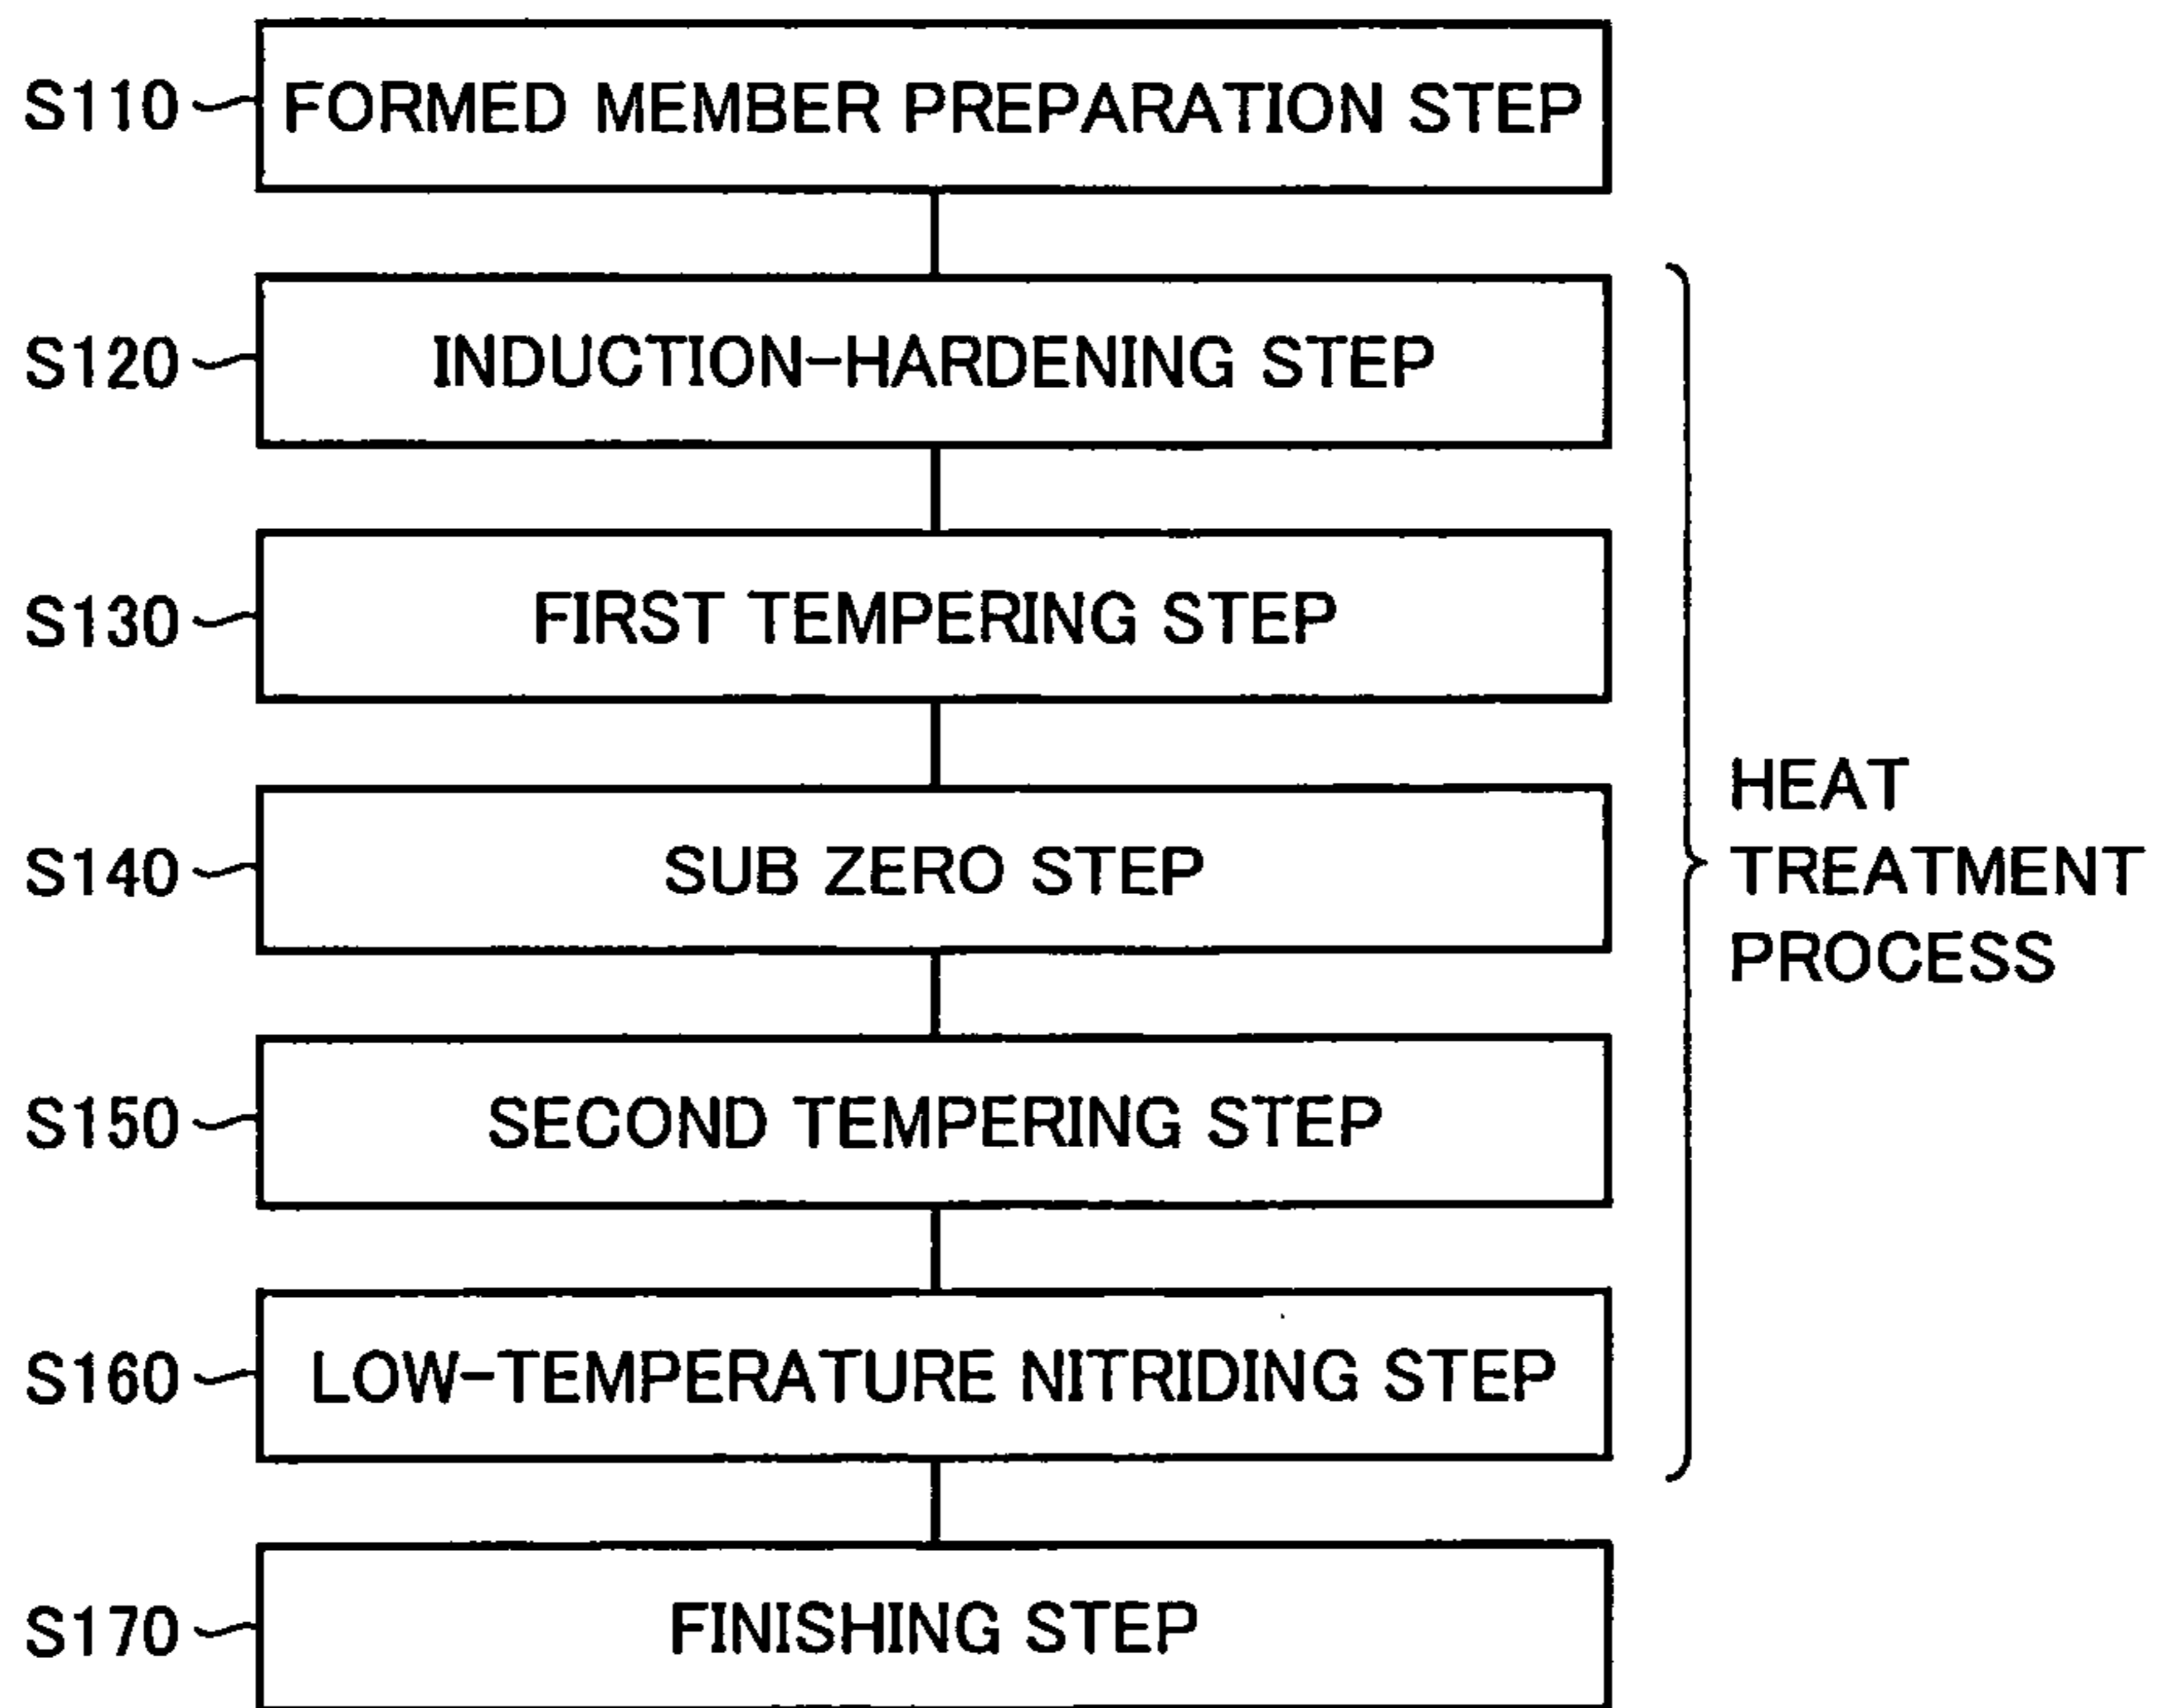 S110 FORMED MEMBER PREPARATION STEP
S120 INDUCTION-HARDENING STEP
S130 FIRST TEMPERING STEP
S140 SUB ZERO STEP
S150 SECOND TEMPERING STEP
S160 LOW-TEMPERATURE NITRIDING STEP
S170 FINISHING STEP
HEAT
TREATMENT
PROCESS